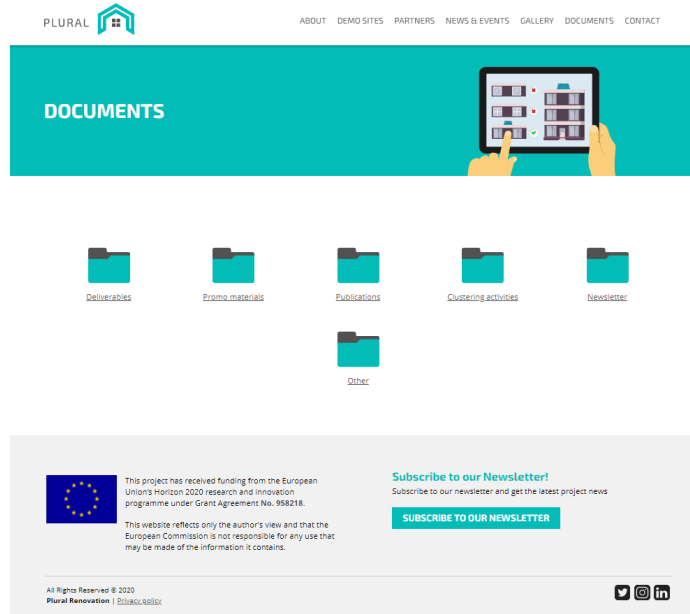 PLURAL
ABOUT DEMO SITES PARTNERS NEWS & EVENTS GALLERY DOCUMENTS CONTACT
DOCUMENTS
Deliverables Promo materials Publications Clustering activities Newsletter
Other
This project has received funding from the European
Union's Horizon 2020 research and innovation
programme under Grant Agreement No. 958218.
This website reflects only the author's view and that the
European Commission is not responsible for any use that
may be made of the information it contains.
Subscribe to our Newsletter!
Subscribe to our newsletter and get the latest project news
SUBSCRIBE TO OUR NEWSLETTER
All Rights Reserved © 2020
Plural Renovation | Privacy policy